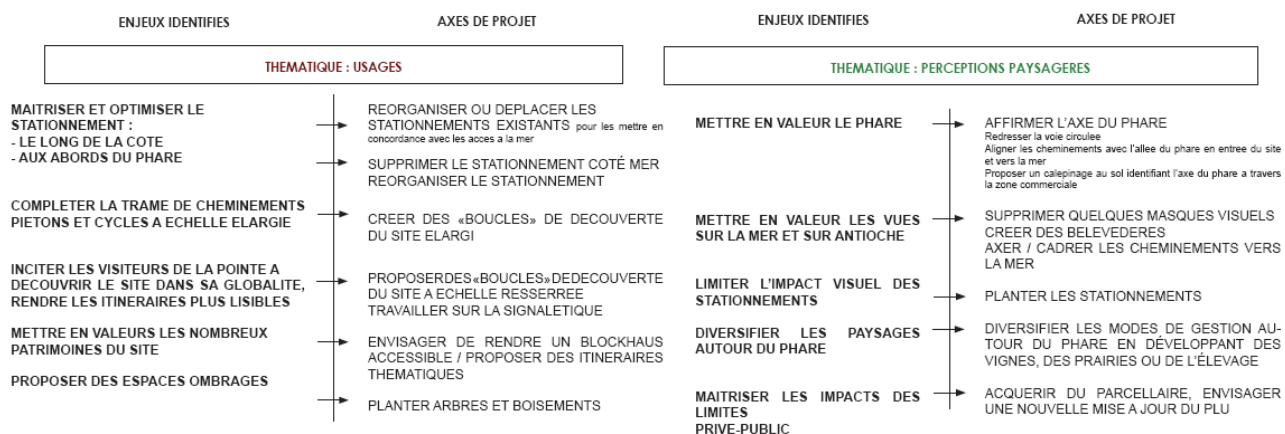 ENJEUX IDENTIFIES
AXES DE PROJET
THEMATIQUE : USAGES
MAITRISER ET OPTIMISER LE
STATIONNEMENT :
- LE LONG DE LA COTE
- AUX ABORDS DU PHARE
REORGANISER OU DEPLACER LES
STATIONNEMENTS EXISTANTS pour les mettre en
concordance avec les acces a la mer
SUPPRIMER LE STATIONNEMENT COTÉ MER
REORGANISER LE STATIONNEMENT
COMPLETER LA TRAME DE CHEMINEMENTS
PIETONS ET CYCLES A ECHELLE ELARGIE
CREER DES «BOUCLES» DE DECOUVERTE
DU SITE ELARGI
INCITER LES VISITEURS DE LA POINTE A
DECOUVRIR LE SITE DANS SA GLOBALITE,
RENDRE LES ITINERAIRES PLUS LISIBLES
PROPOSERDES«BOUCLES»DEDECOUVERTE
DU SITE A ECHELLE RESSERREE
TRAVAILLER SUR LA SIGNALETIQUE
METTRE EN VALEURS LES NOMBREUX
PATRIMOINES DU SITE
ENVISAGER DE RENDRE UN BLOCKHAUS
ACCESSIBLE / PROPOSER DES ITINERAIRES
THEMATIQUES
PROPOSER DES ESPACES OMBRAGES
PLANTER ARBRES ET BOISEMENTS
ENJEUX IDENTIFIES
AXES DE PROJET
THEMATIQUE : PERCEPTIONS PAYSAGERES
METTRE EN VALEUR LE PHARE
AFFIRMER L'AXE DU PHARE
Redresser la voie circulee
Aligner les cheminements avec l'allee du phare en entree du site
et vers la mer
Proposer un calepinage au sol identifiant l'axe du phare a travers
la zone commerciale
METTRE EN VALEUR LES VUES
SUR LA MER ET SUR ANTIOCHE
SUPPRIMER QUELQUES MASQUES VISUELS
CREER DES BELEVEDERES
AXER / CADRER LES CHEMINEMENTS VERS
LA MER
LIMITER L'IMPACT VISUEL DES
STATIONNEMENTS
PLANTER LES STATIONNEMENTS
DIVERSIFIER LES PAYSAGES
AUTOUR DU PHARE
DIVERSIFIER LES MODES DE GESTION AU-
TOUR DU PHARE EN DÉVELOPPANT DES
VIGNES, DES PRAIRIES OU DE L'ÉLEVAGE
MAITRISER LES IMPACTS DES
LIMITES
PRIVE-PUBLIC
ACQUERIR DU PARCELLAIRE, ENVISAGER
UNE NOUVELLE MISE A JOUR DU PLU